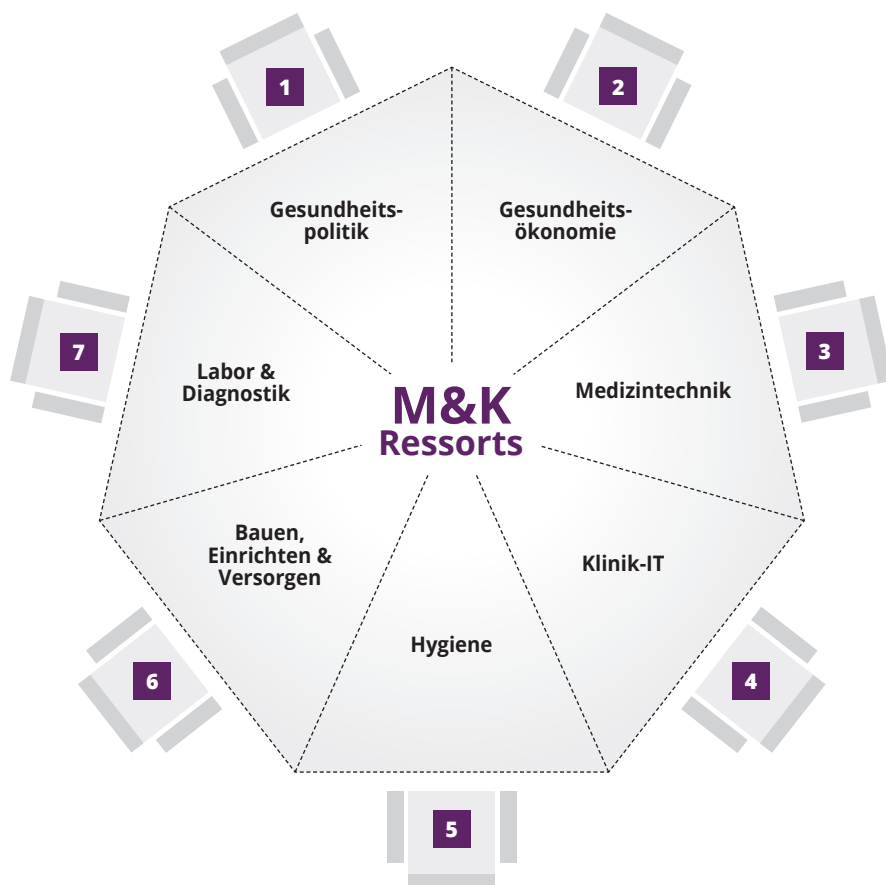 1
2
Gesundheits-
politik
Gesundheits-
ökonomie
7
Labor &
Diagnostik
M&K
Ressorts
Medizintechnik
3
Bauen,
Einrichten &
Versorgen
Klinik-IT
Hygiene
6
4
5